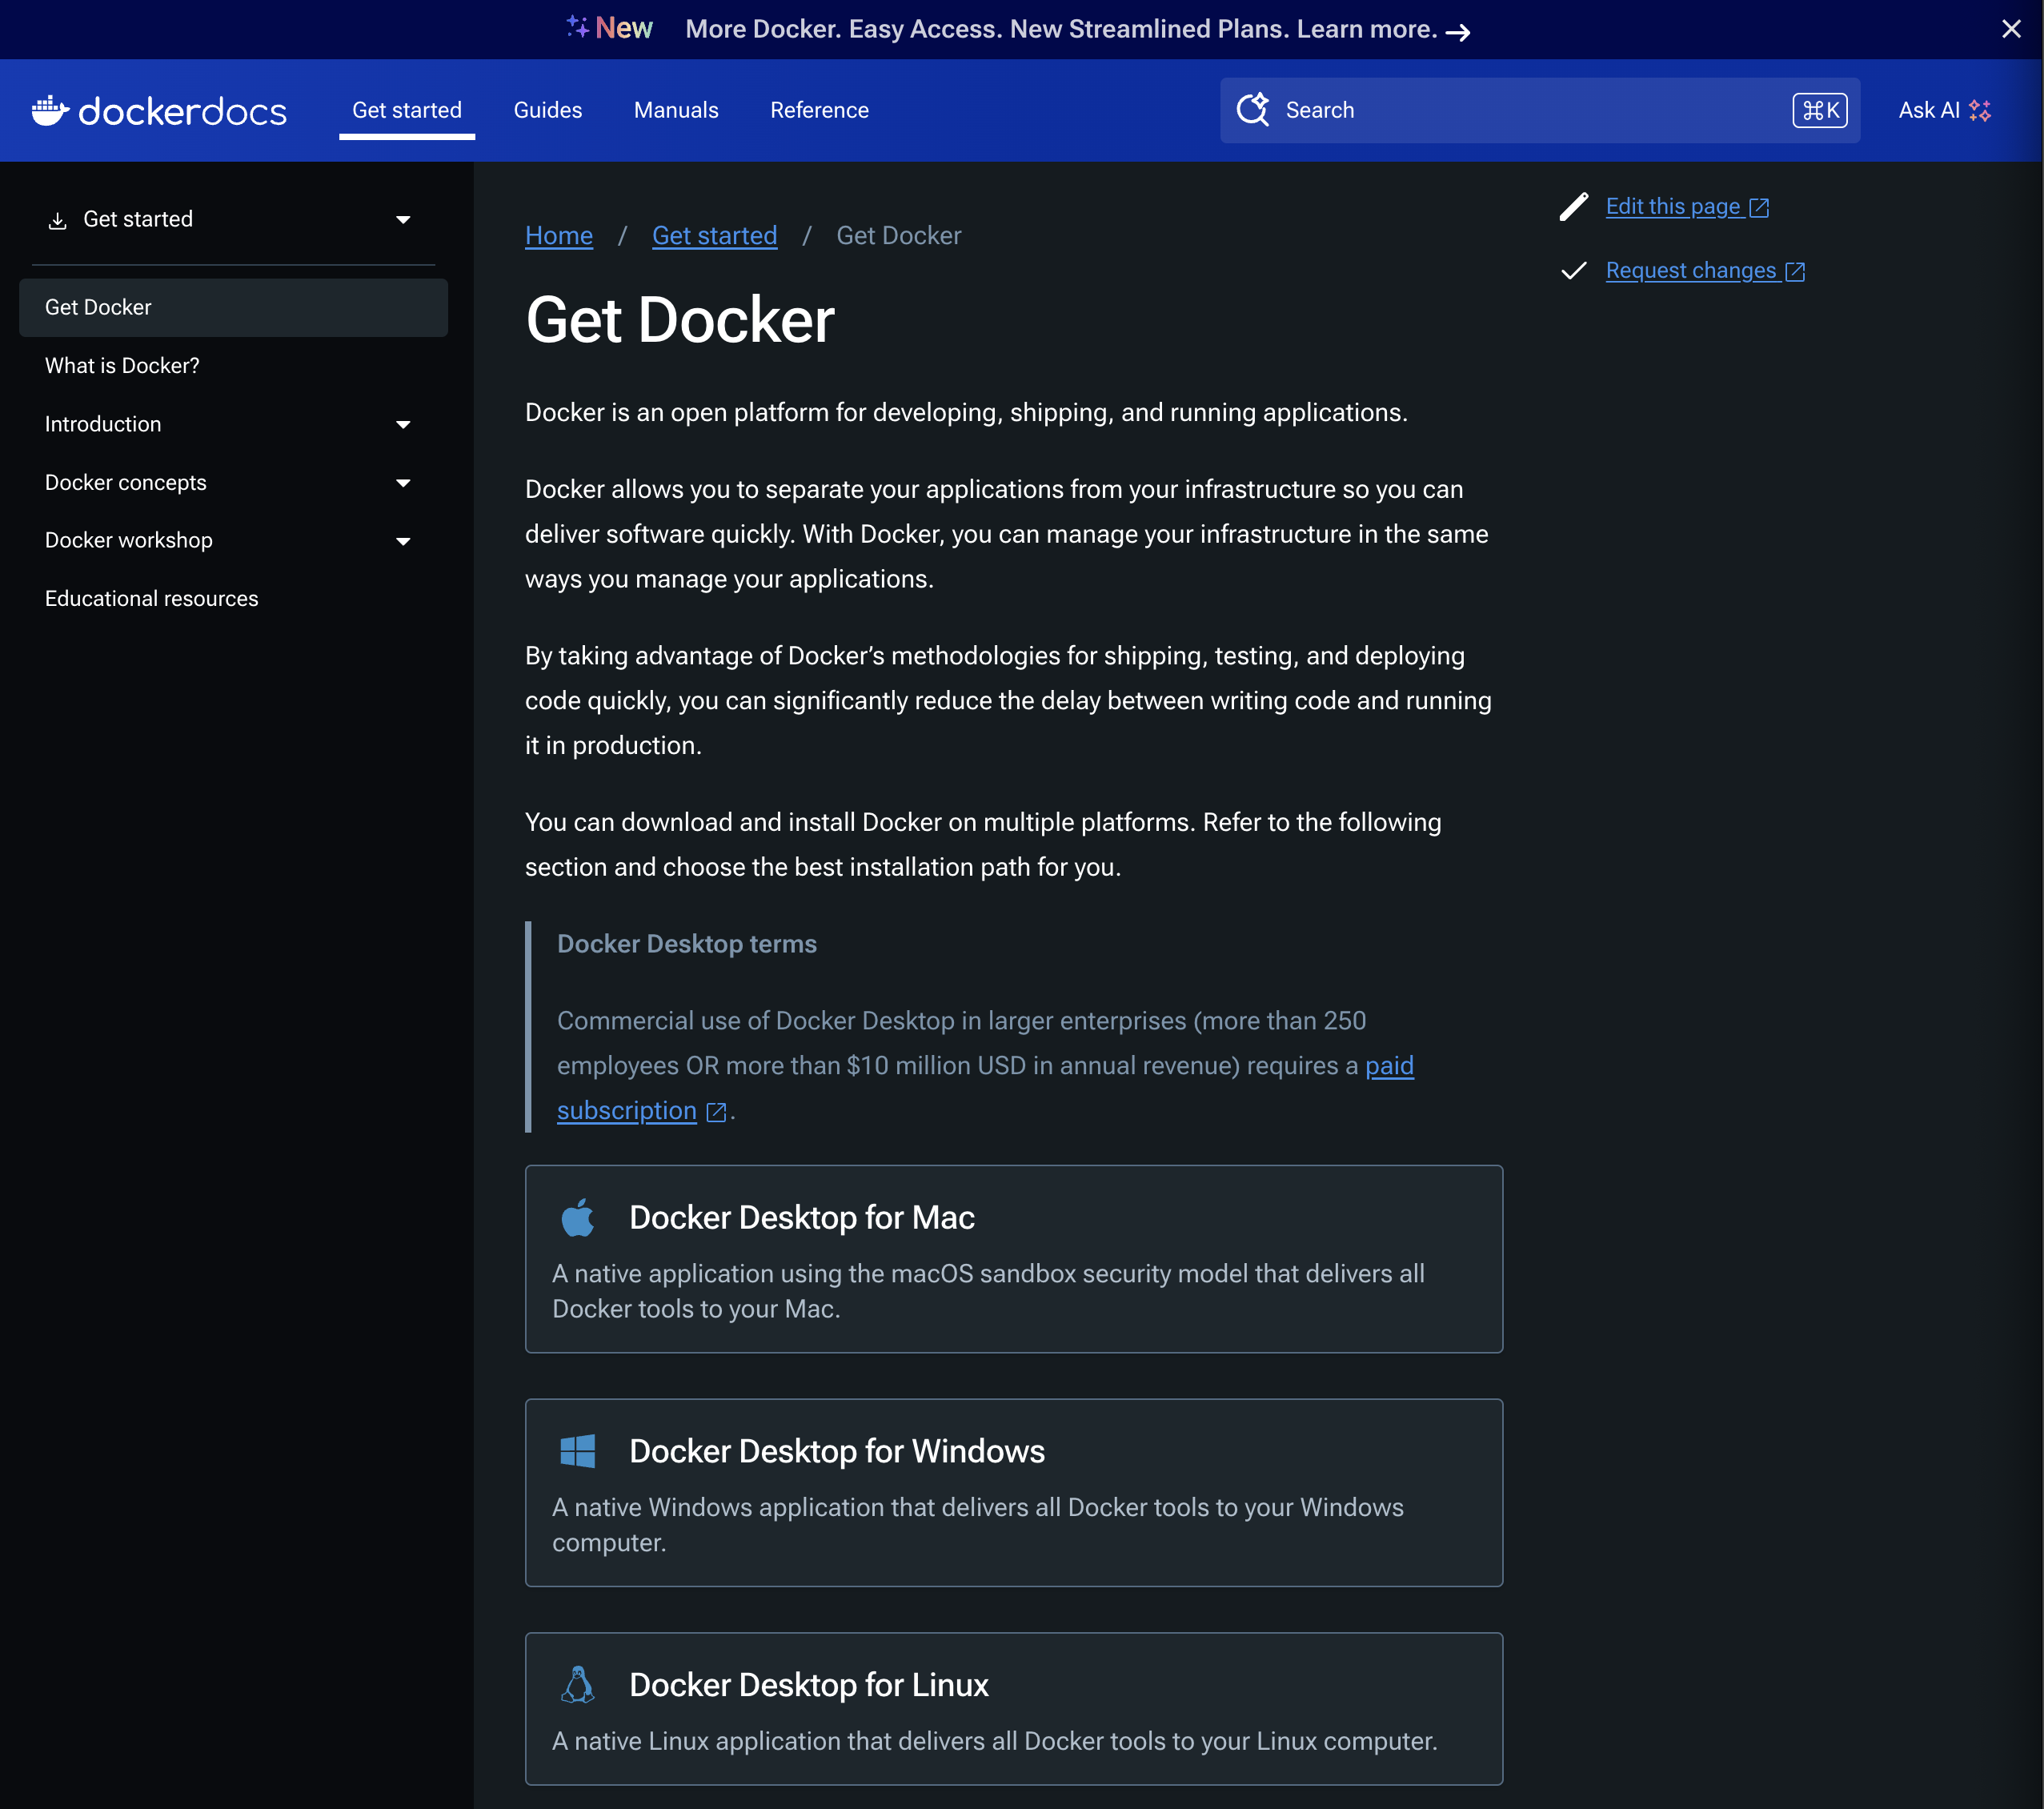 New More Docker. Easy Access. New Streamlined Plans. Learn more.
dockerdocs Get started Guides Manuals Reference Search ⌘K Ask AI
Get started
Get Docker
What is Docker?
Introduction
Docker concepts
Docker workshop
Educational resources
Home / Get started / Get Docker
Get Docker
Docker is an open platform for developing, shipping, and running applications.
Docker allows you to separate your applications from your infrastructure so you can
deliver software quickly. With Docker, you can manage your infrastructure in the same
ways you manage your applications.
By taking advantage of Docker’s methodologies for shipping, testing, and deploying
code quickly, you can significantly reduce the delay between writing code and running
it in production.
You can download and install Docker on multiple platforms. Refer to the following
section and choose the best installation path for you.
Docker Desktop terms
Commercial use of Docker Desktop in larger enterprises (more than 250
employees OR more than $10 million USD in annual revenue) requires a paid
subscription .
Docker Desktop for Mac
A native application using the macOS sandbox security model that delivers all
Docker tools to your Mac.
Docker Desktop for Windows
A native Windows application that delivers all Docker tools to your Windows
computer.
Docker Desktop for Linux
A native Linux application that delivers all Docker tools to your Linux computer.
Edit this page
Request changes